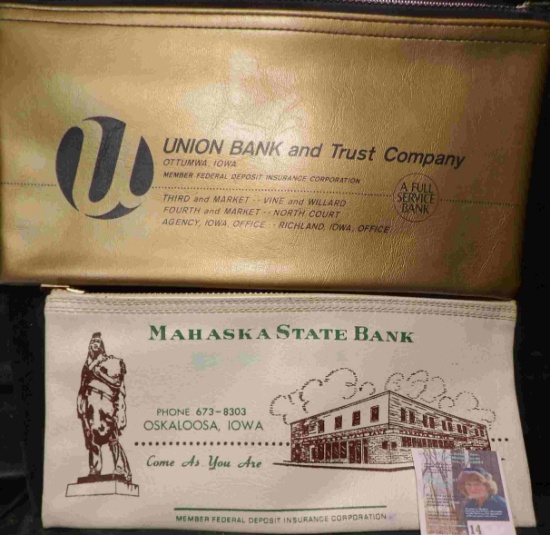 UNION BANK and Trust Company
OTTUMWA, IOWA
MEMBER FEDERAL DEPOSIT INSURANCE CORPORATION
THIRD and MARKET -- VINE and WILLARD
FOURTH and MARKET -- NORTH COURT
AGENCY, IOWA, OFFICE -- RICHLAND, IOWA, OFFICE
A FULL
SERVICE
BANK
MAHASKA STATE BANK
PHONE 673-8303
OSKALOOSA, IOWA
Come As You Are
MEMBER FEDERAL DEPOSIT INSURANCE CORPORATION
14